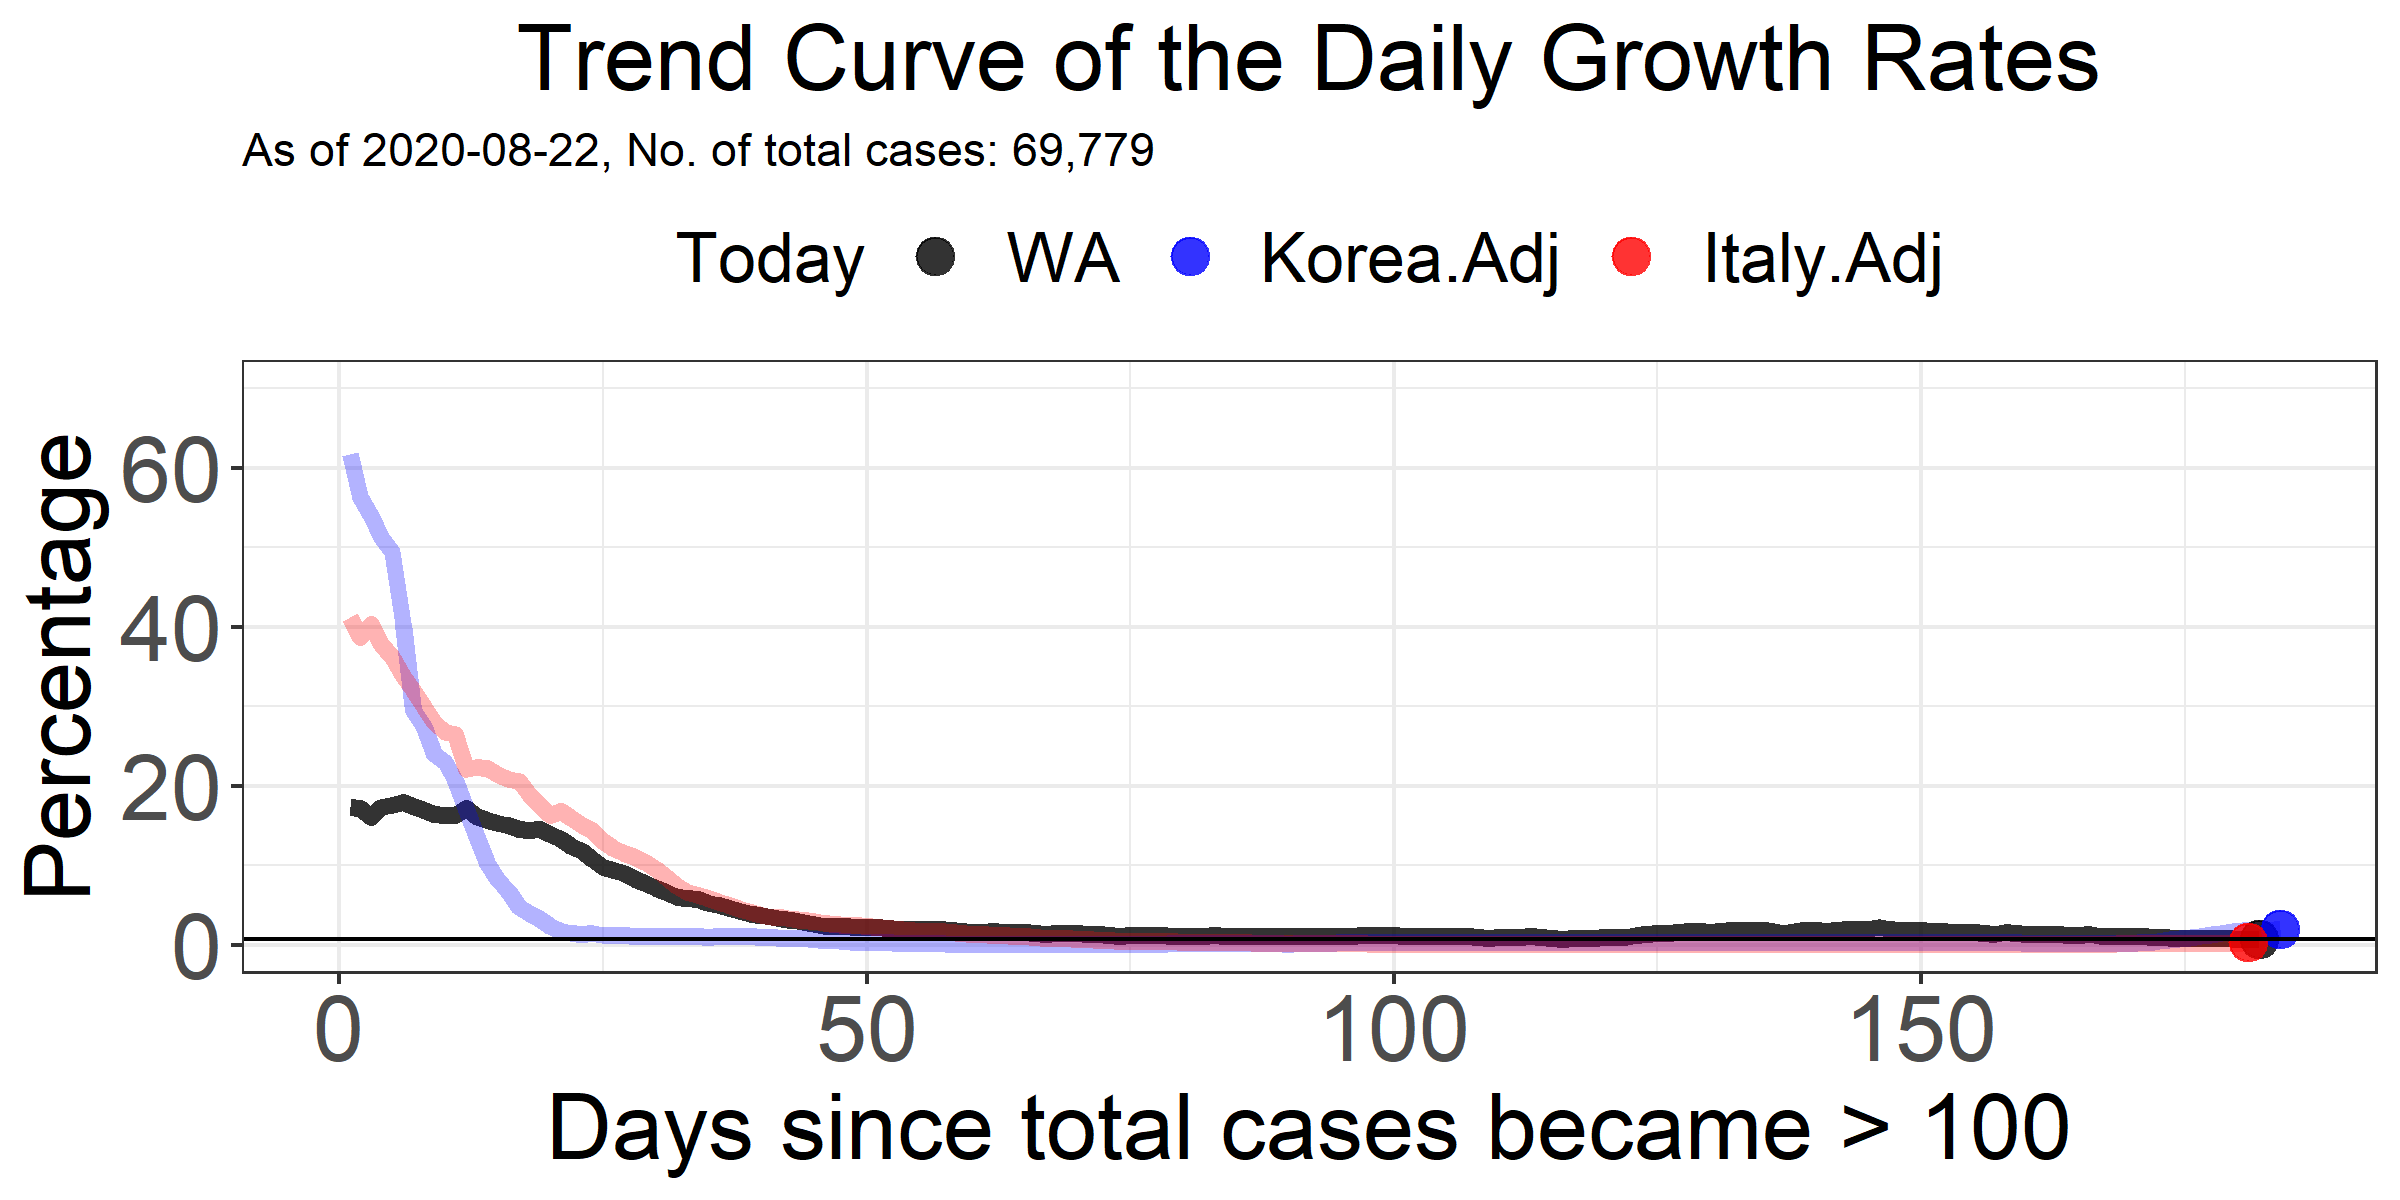 Trend Curve of the Daily Growth Rates
As of 2020-08-22, No. of total cases: 69,779
Today WA Korea.Adj Italy.Adj
Percentage
60
40
20
0
0 50 100 150
Days since total cases became > 100